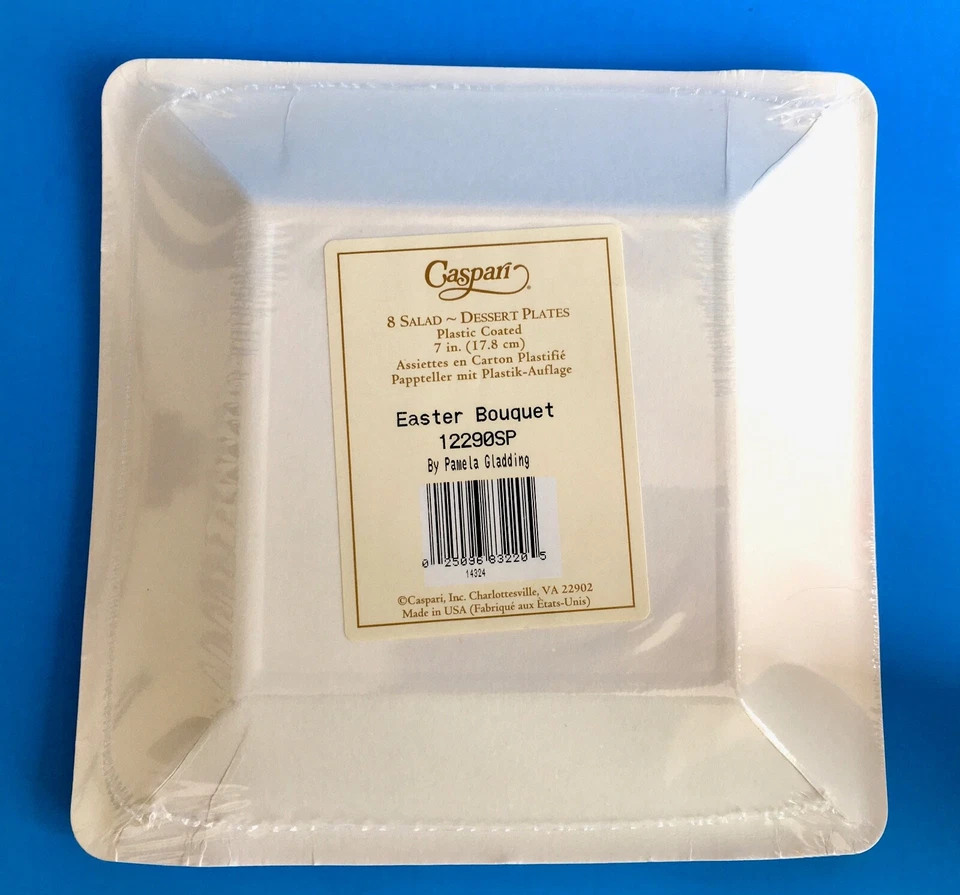 Caspari®
8 Salad ~ Dessert Plates
Plastic Coated
7 in. (17.8 cm)
Assiettes en Carton Plastifié
Pappteller mit Plastik-Auflage
Easter Bouquet
12290SP
By Pamela Gladding
0 25096 83220 5
14324
©Caspari, Inc. Charlottesville, VA 22902
Made in USA (Fabriqué aux Ètats-Unis)